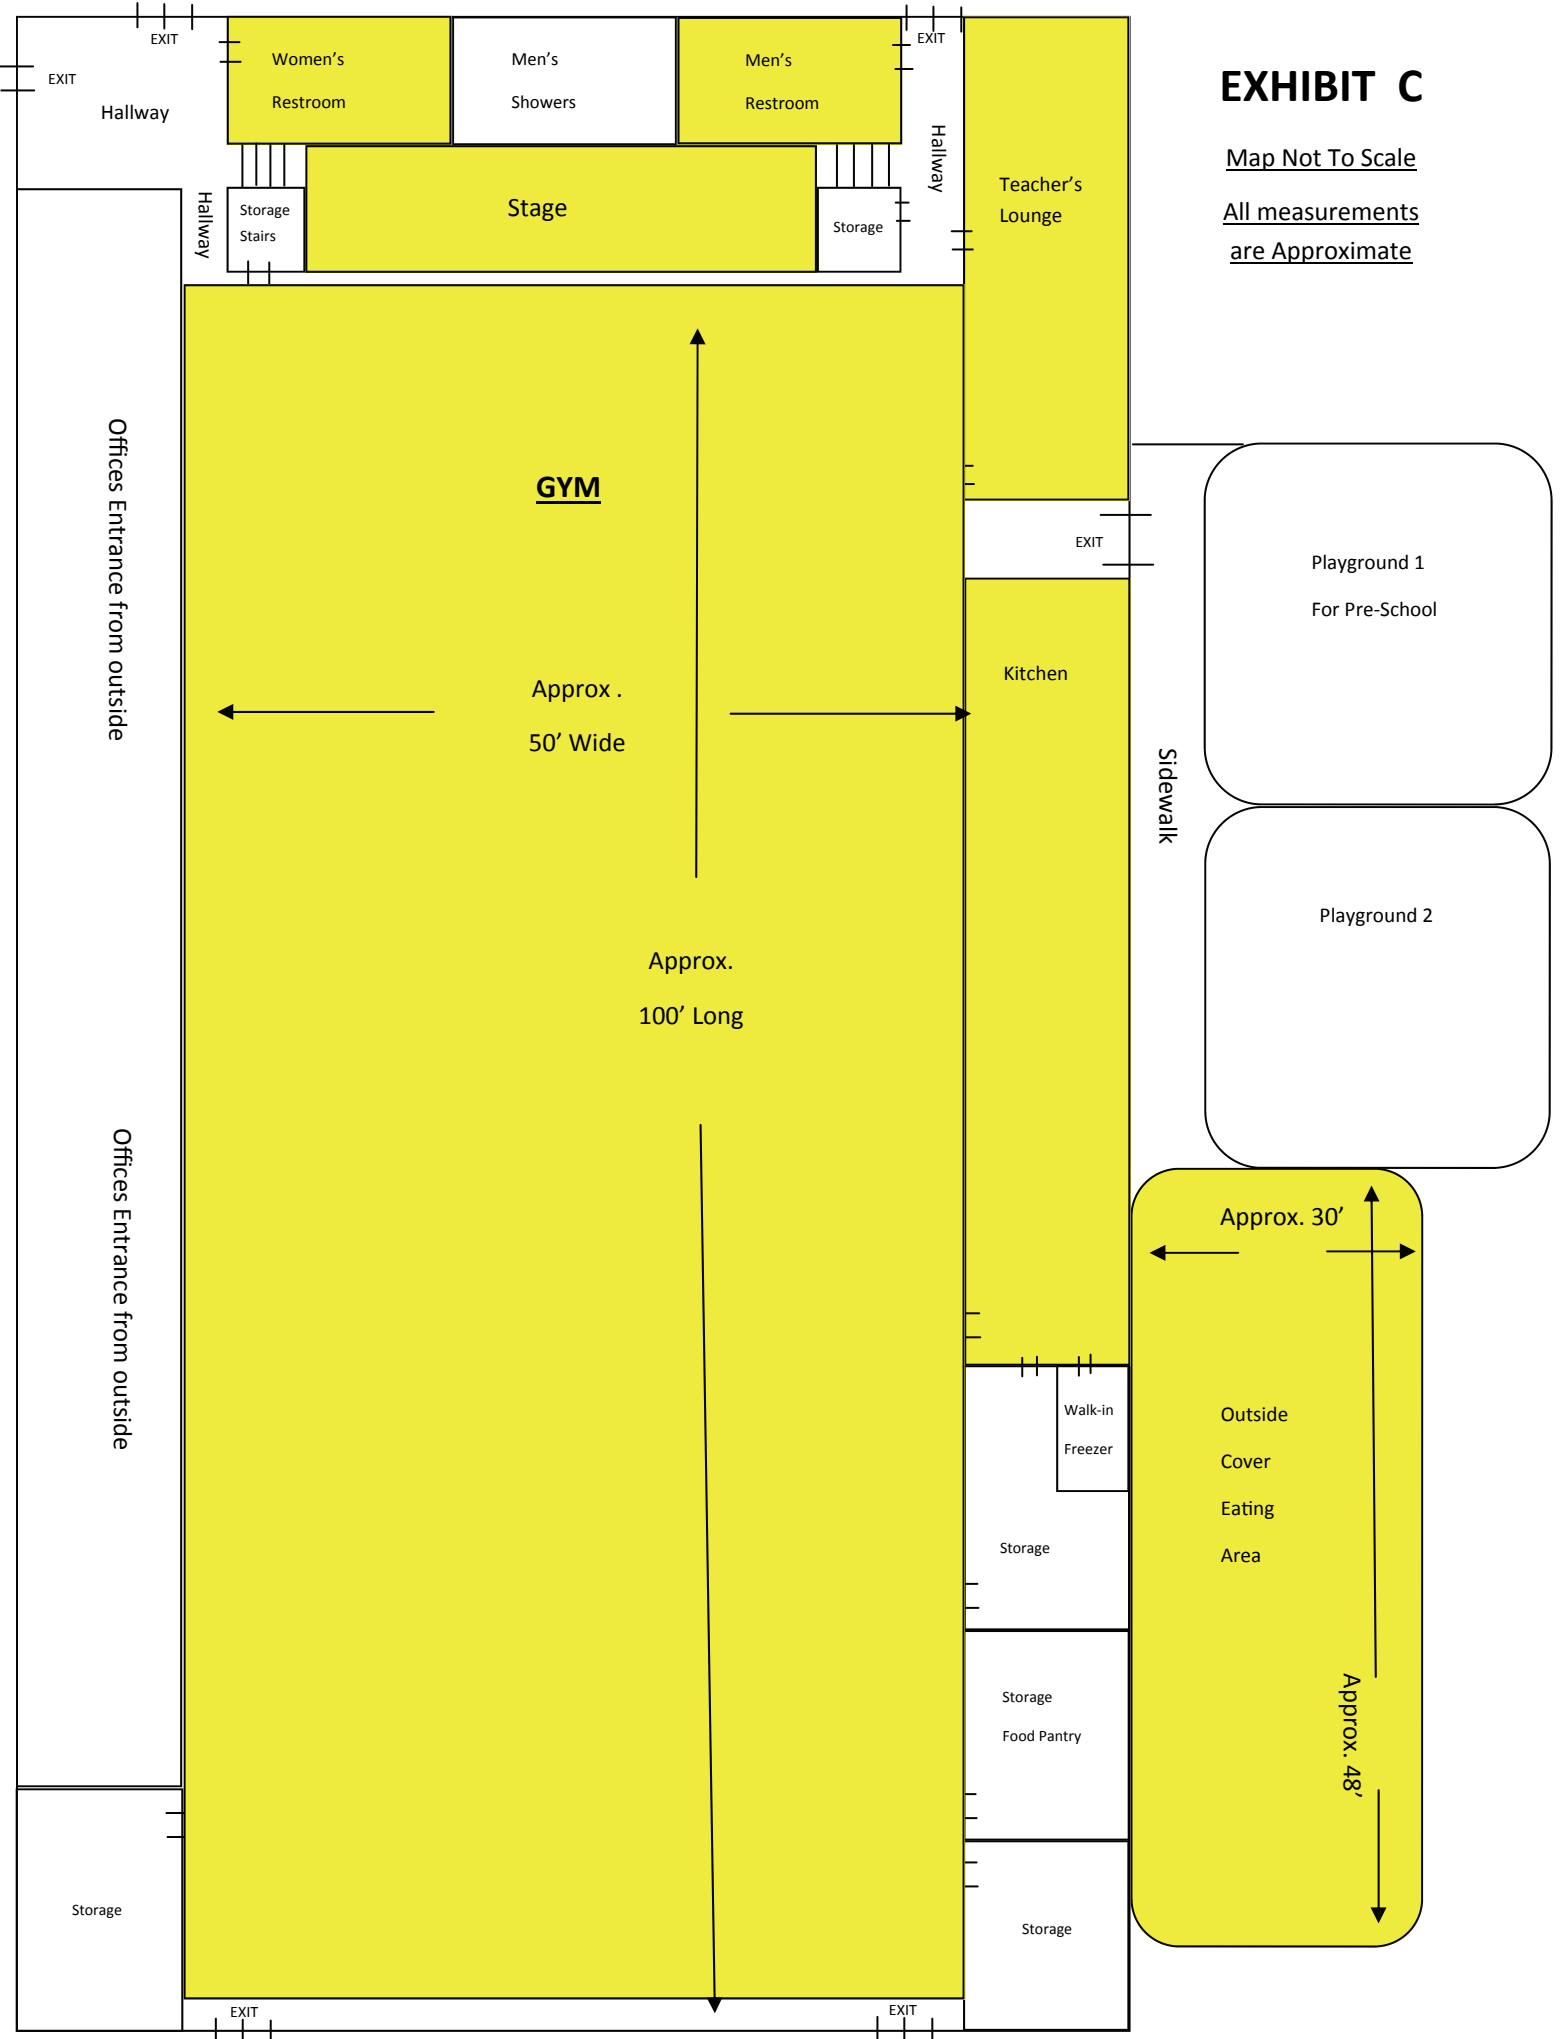 EXIT
EXIT
Hallway
Women's
Restroom
Men's
Showers
Men's
Restroom
EXIT
Hallway
EXHIBIT C
Map Not To Scale
All measurements
are Approximate
Hallway
Storage
Stairs
Stage
Storage
Teacher's
Lounge
Offices Entrance from outside
GYM
EXIT
Playground 1
For Pre-School
Approx .
50' Wide
Kitchen
Sidewalk
Playground 2
Approx.
100' Long
Offices Entrance from outside
Approx. 30'
Walk-in
Freezer
Outside
Cover
Eating
Area
Storage
Storage
Food Pantry
Approx. 48'
Storage
Storage
EXIT
EXIT